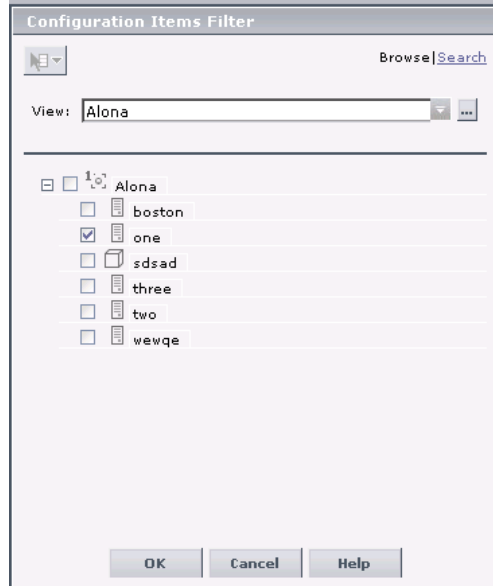 Configuration Items Filter
Browse|Search
View: Alona ...
1 Alona
boston
one
sdsad
three
two
wewqe
OK Cancel Help